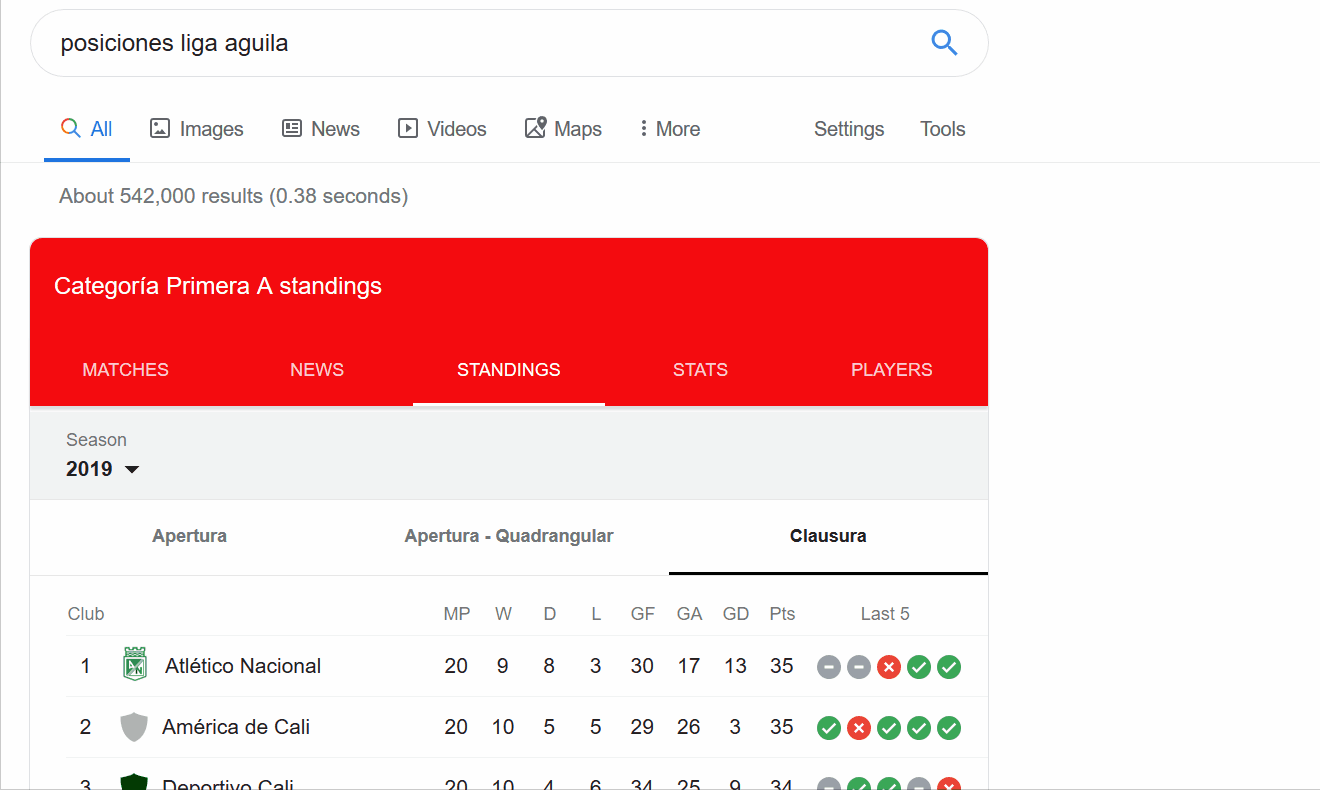 posiciones liga aguila
All Images News Videos Maps More Settings Tools
About 542,000 results (0.38 seconds)
Categoría Primera A standings
MATCHES NEWS STANDINGS STATS PLAYERS
Season
2019
Apertura Apertura - Quadrangular Clausura
Club MP W D L GF GA GD Pts Last 5
1 Atlético Nacional 20 9 8 3 30 17 13 35
2 América de Cali 20 10 5 5 29 26 3 35
3 Deportivo Cali 20 10 4 6 34 25 9 34